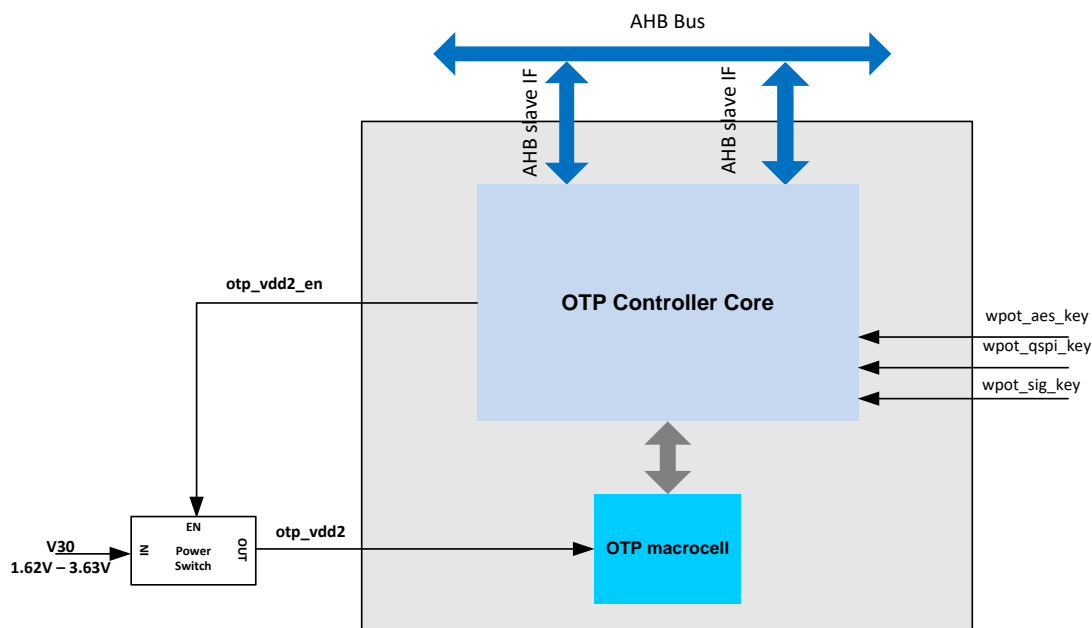 AHB Bus
AHB slave IF
AHB slave IF
otp_vdd2_en
OTP Controller Core
wpot_aes_key
wpot_qspi_key
wpot_sig_key
EN
otp_vdd2
V30
IN
Power
Switch
OUT
OTP macrocell
1.62V – 3.63V